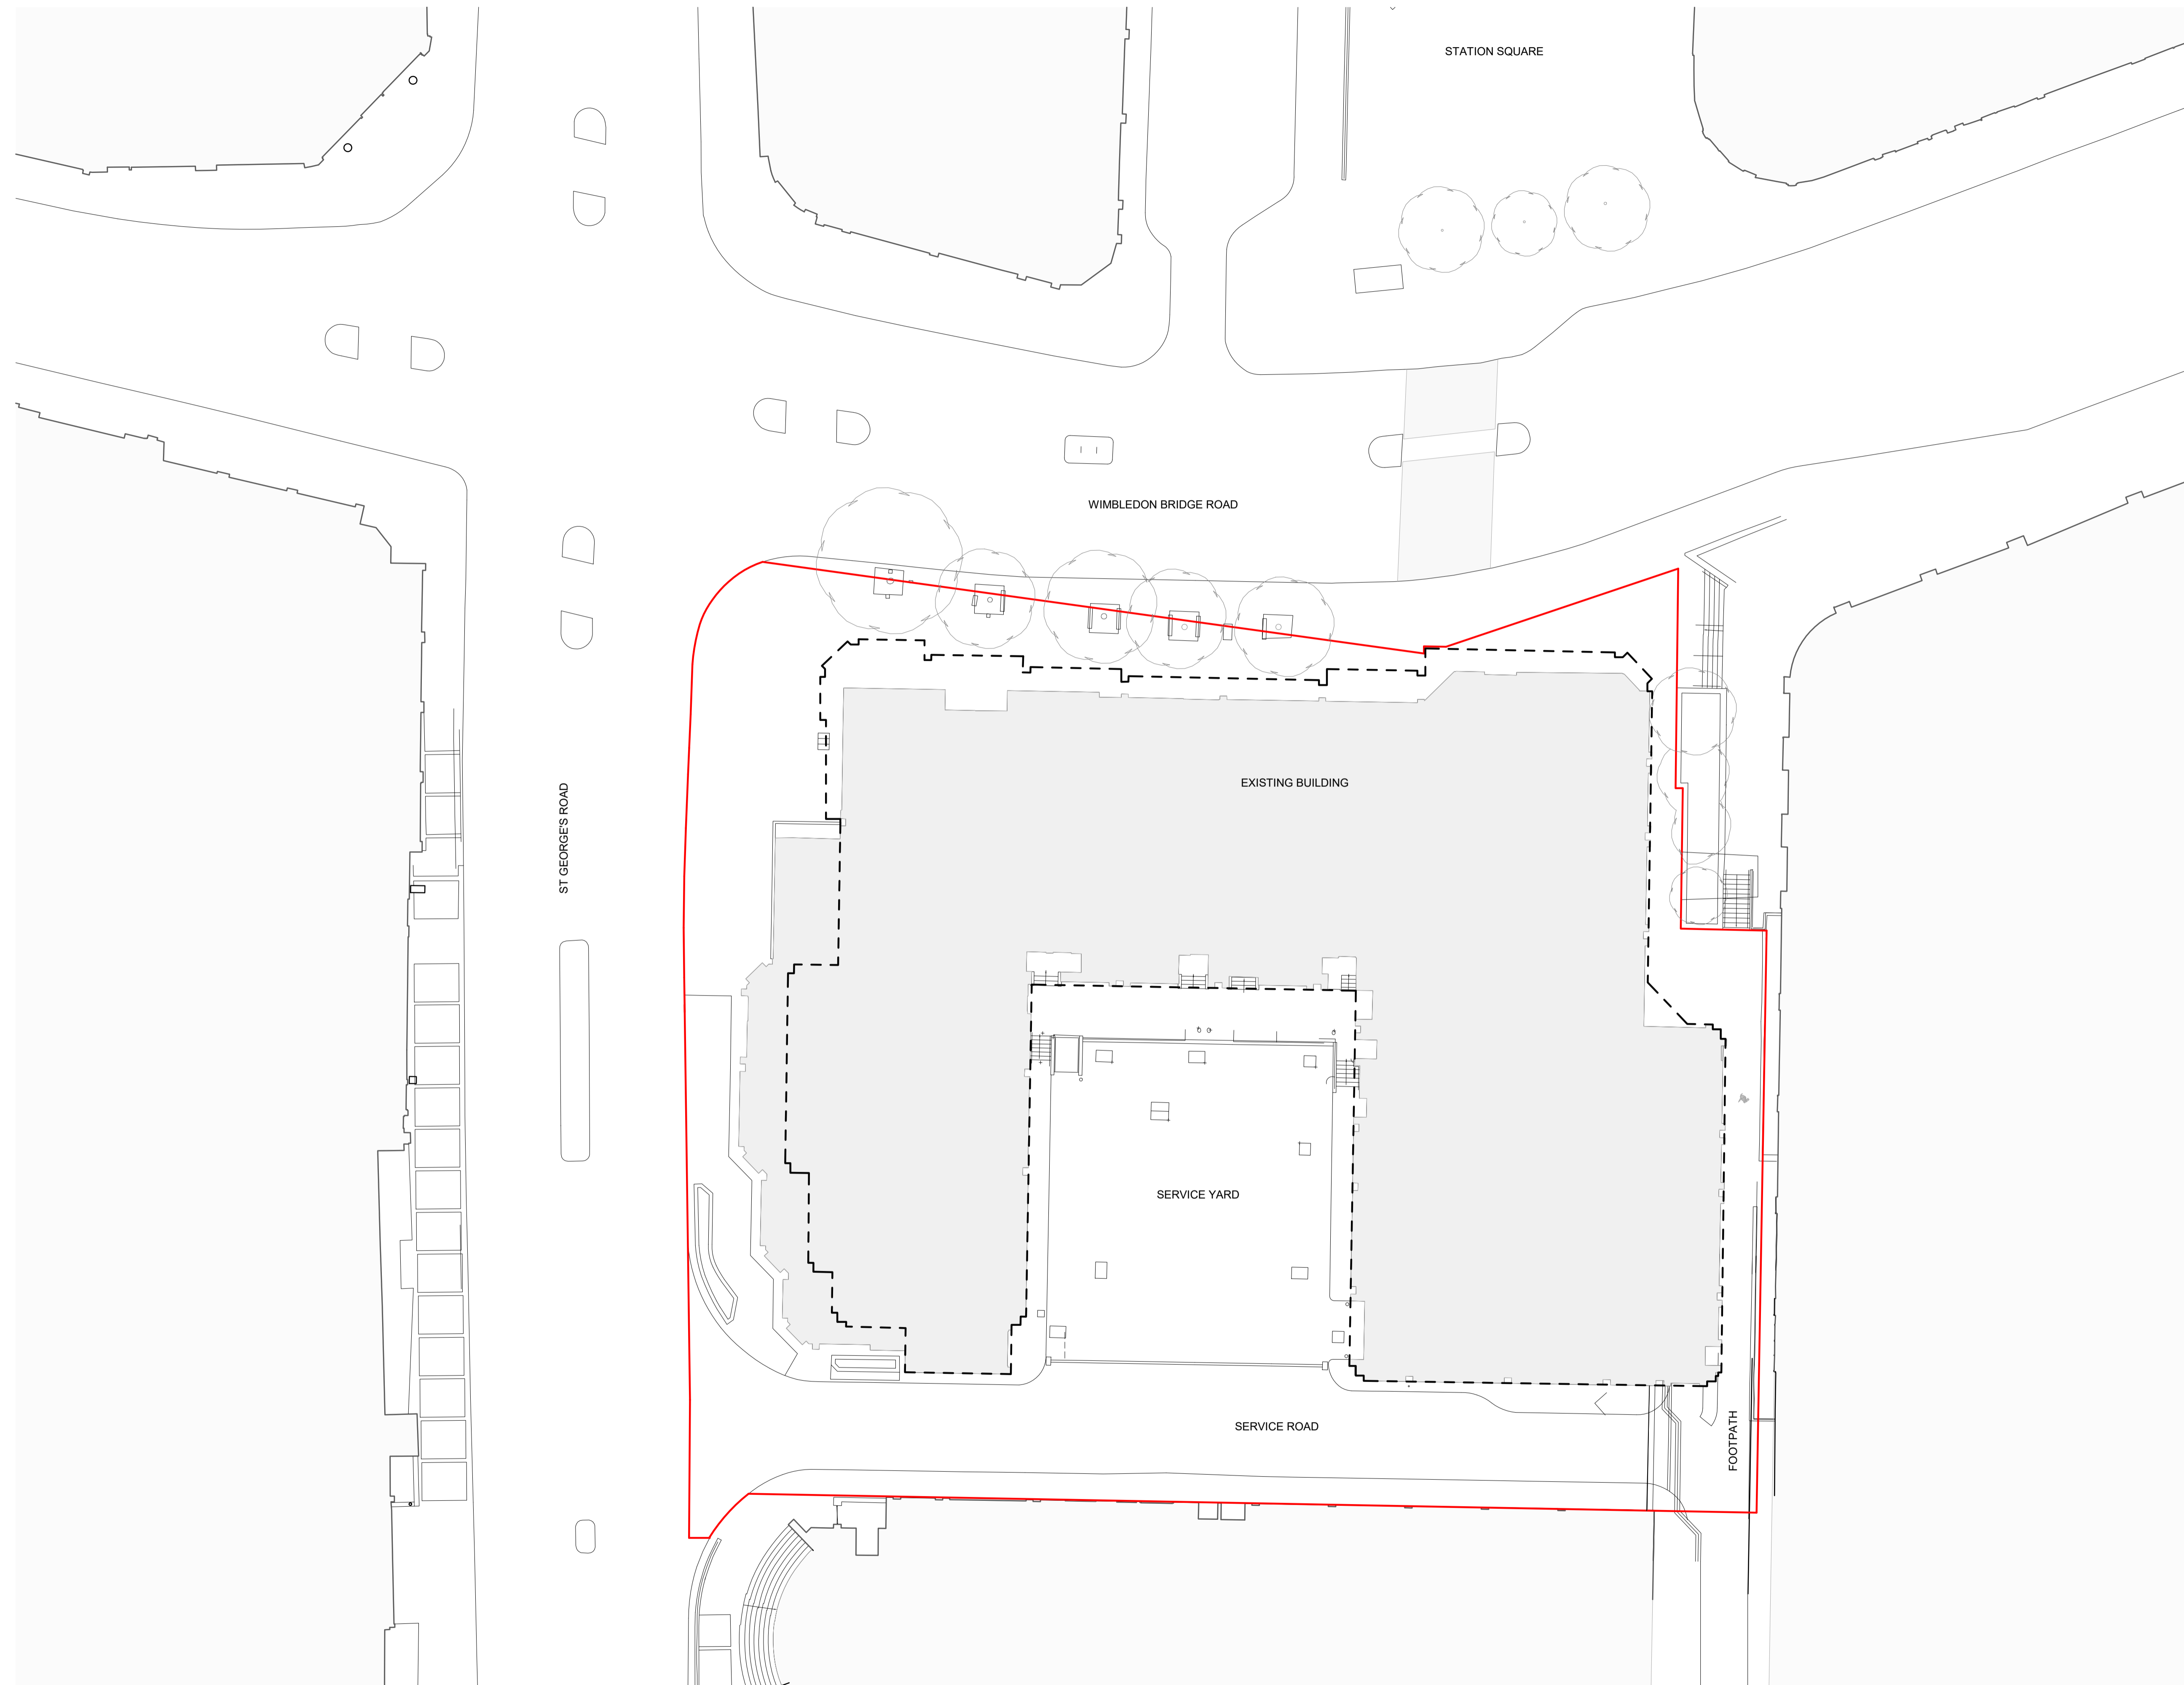 STATION SQUARE
WIMBLEDON BRIDGE ROAD
EXISTING BUILDING
ST GEORGE'S ROAD
SERVICE YARD
SERVICE ROAD
FOOTPATH